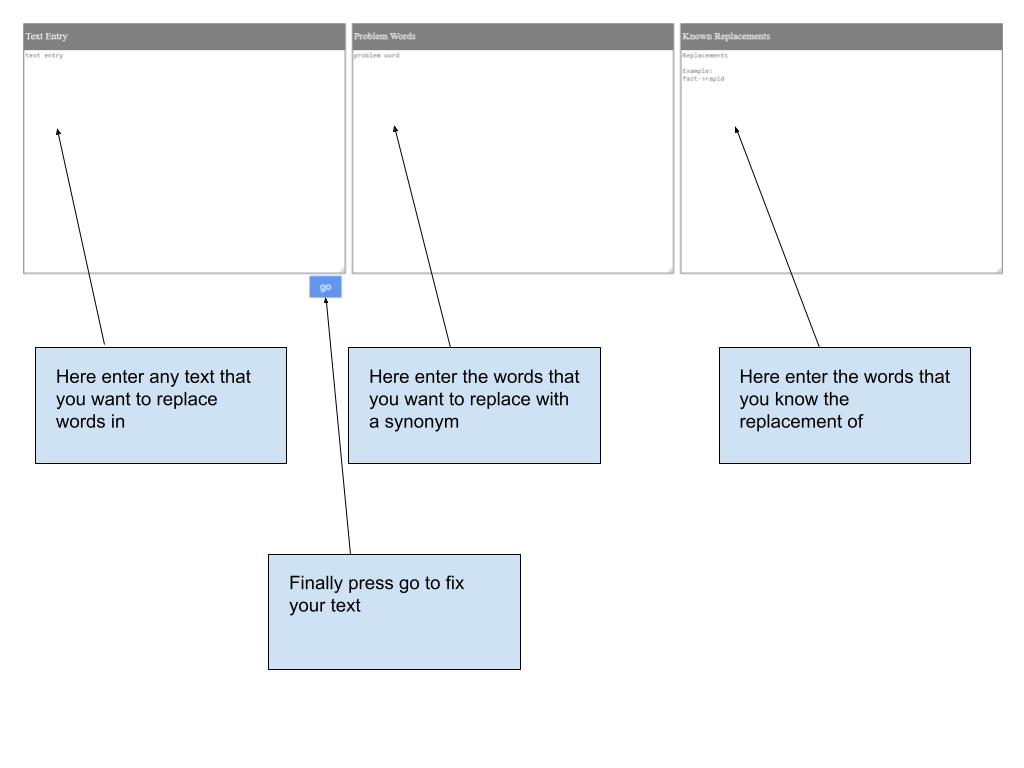 Text Entry
text entry
Problem Words
problem word
Known Replacements
Replacements
Example:
fast->rapid
go
Here enter any text that
you want to replace
words in
Here enter the words that
you want to replace with
a synonym
Here enter the words that
you know the
replacement of
Finally press go to fix
your text